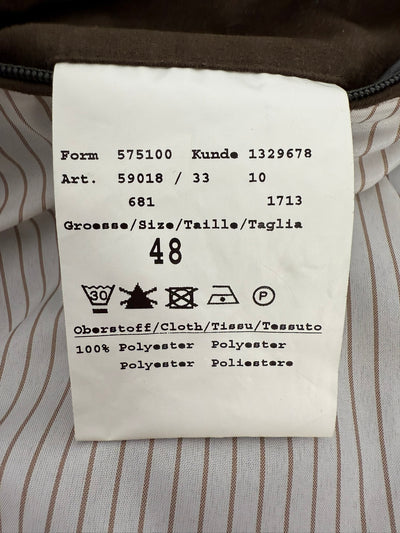 Form 575100 Kunde 1329678
Art. 59018 / 33 10
681 1713
Groesse/Size/Taille/Taglia
48
30 P
Oberstoff/Cloth/Tissu/Tessuto
100% Polyester Polyester
Polyester Poliestere